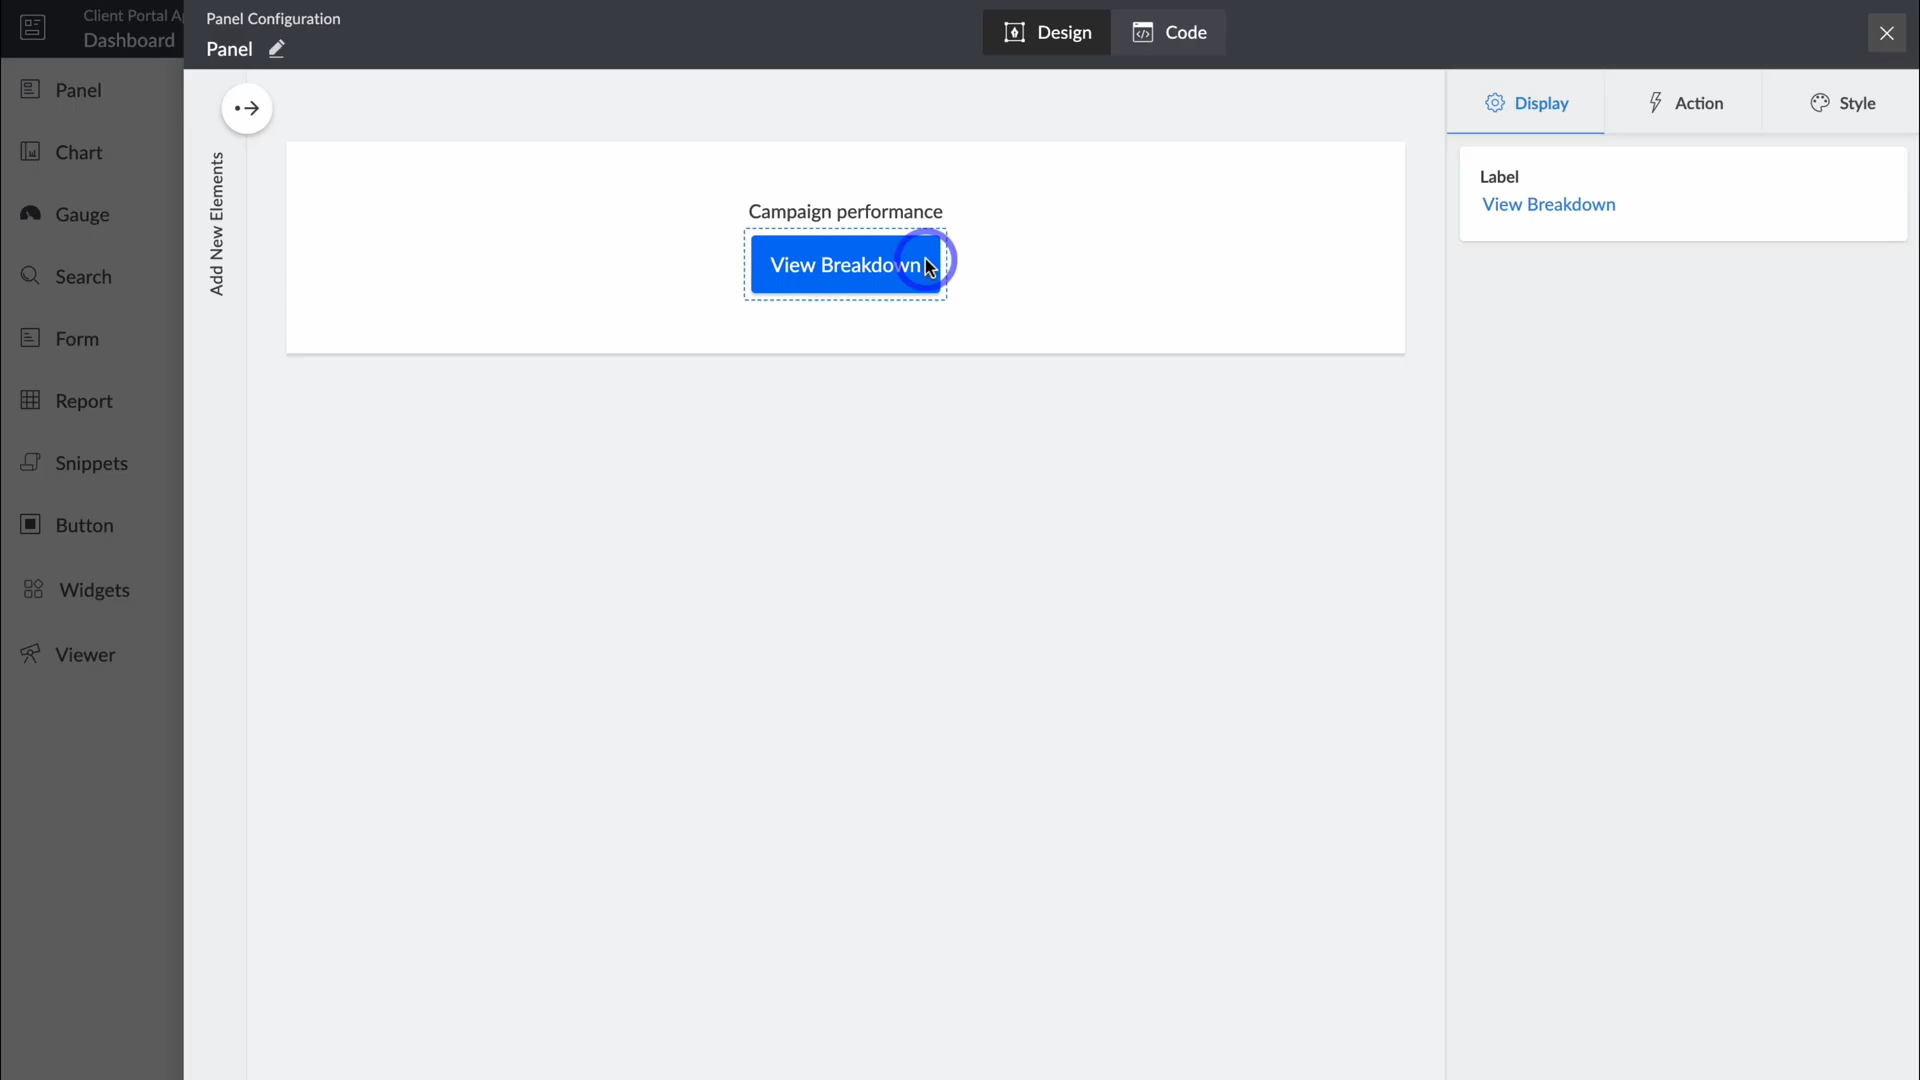 Client Portal A
Dashboard
Panel Configuration
Panel
Design
Code
Panel
Chart
Gauge
Search
Form
Report
Snippets
Button
Widgets
Viewer
Add New Elements
Campaign performance
View Breakdown
Display
Action
Style
Label
View Breakdown